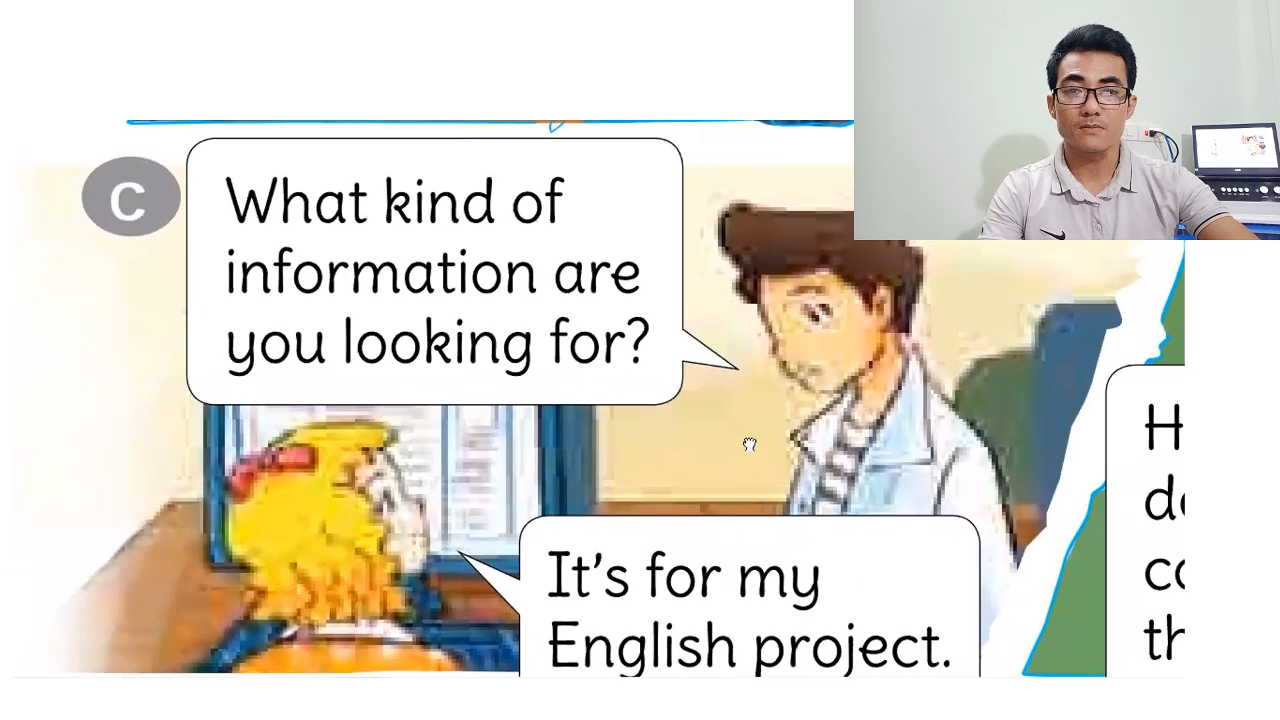 C
What kind of
information are
you looking for?
It's for my
English project.